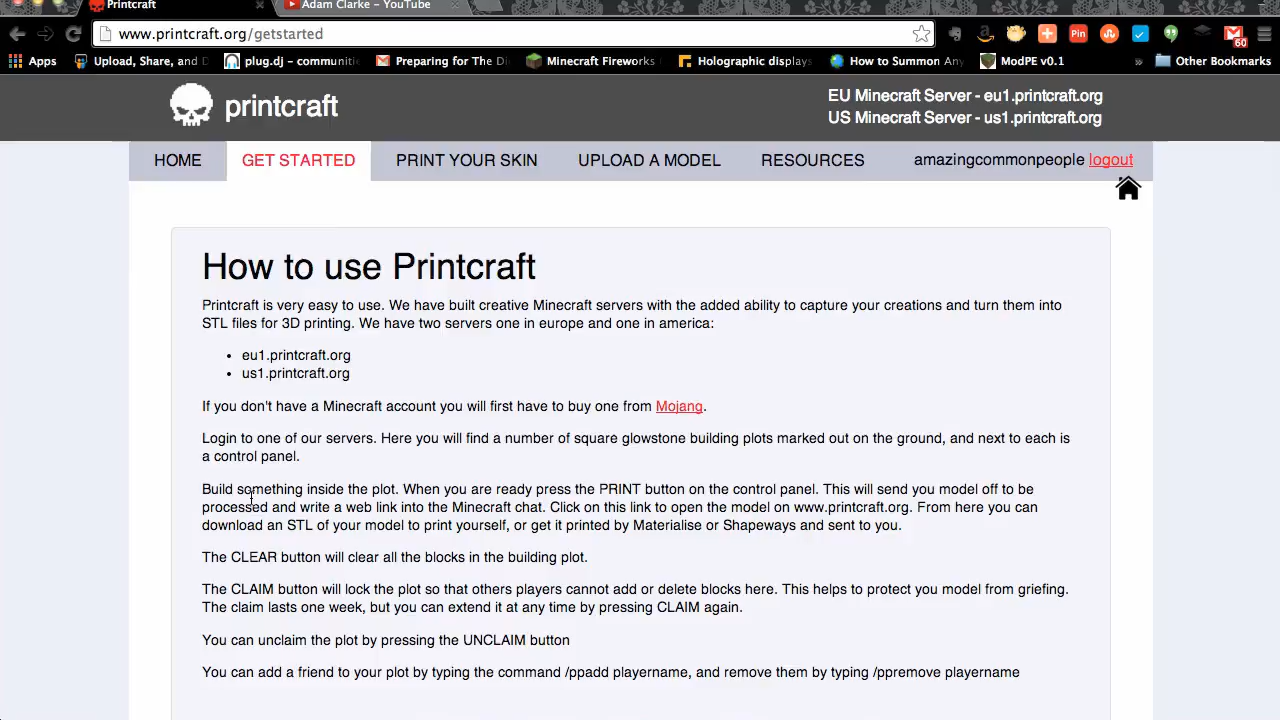 Printcraft
Adam Clarke – YouTube
www.printcraft.org/getstarted
Pin
60
Apps
Upload, Share, and D
plug.dj – communiti
Preparing for The Di
Minecraft Fireworks
Holographic displays
How to Summon An
ModPE v0.1
»
Other Bookmarks
printcraft
EU Minecraft Server - eu1.printcraft.org
US Minecraft Server - us1.printcraft.org
HOME
GET STARTED
PRINT YOUR SKIN
UPLOAD A MODEL
RESOURCES
amazingcommonpeople logout
How to use Printcraft
Printcraft is very easy to use. We have built creative Minecraft servers with the added ability to capture your creations and turn them into
STL files for 3D printing. We have two servers one in europe and one in america:
• eu1.printcraft.org
• us1.printcraft.org
If you don't have a Minecraft account you will first have to buy one from Mojang.
Login to one of our servers. Here you will find a number of square glowstone building plots marked out on the ground, and next to each is
a control panel.
Build something inside the plot. When you are ready press the PRINT button on the control panel. This will send you model off to be
processed and write a web link into the Minecraft chat. Click on this link to open the model on www.printcraft.org. From here you can
download an STL of your model to print yourself, or get it printed by Materialise or Shapeways and sent to you.
The CLEAR button will clear all the blocks in the building plot.
The CLAIM button will lock the plot so that others players cannot add or delete blocks here. This helps to protect you model from griefing.
The claim lasts one week, but you can extend it at any time by pressing CLAIM again.
You can unclaim the plot by pressing the UNCLAIM button
You can add a friend to your plot by typing the command /ppadd playername, and remove them by typing /ppremove playername